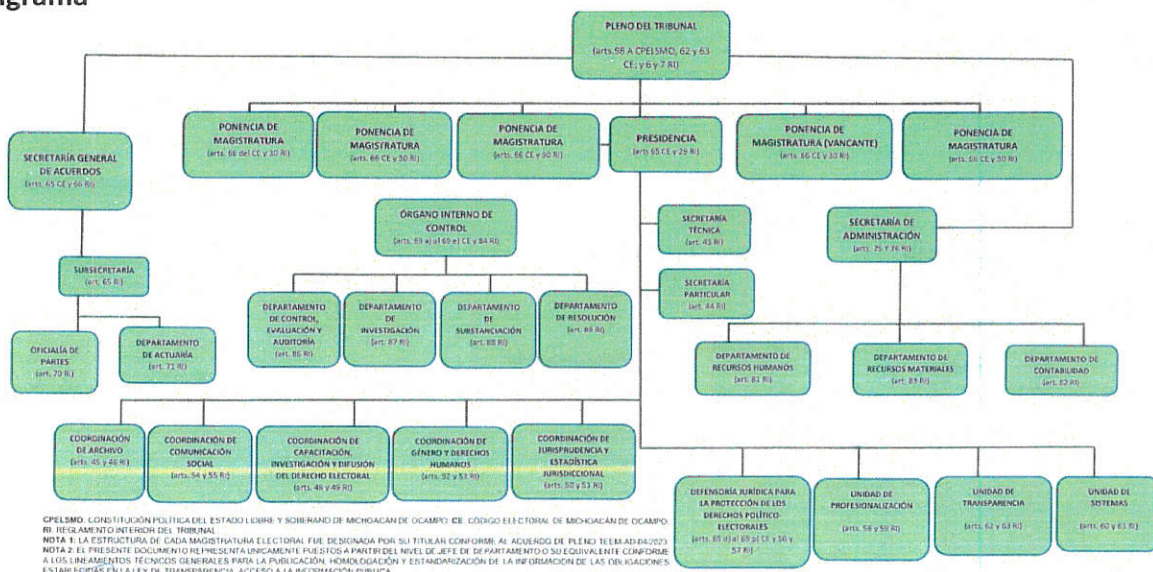 PLENO DEL TRIBUNAL
(arts.58 A CPELSMO, 62 y 63
CE; y 6 y 7 RI)
SECRETARÍA GENERAL
DE ACUERDOS
(arts. 65 CE y 66 RI)
PONENCIA DE
MAGISTRATURA
(arts. 66 del CE y 30 RI)
PONENCIA DE
MAGISTRATURA
(arts. 66 CE y 30 RI)
PONENCIA DE
MAGISTRATURA
(arts. 66 CE y 30 RI)
PRESIDENCIA
(arts 65 CE y 29 RI)
PONENCIA DE
MAGISTRATURA (VANCANTE)
(arts. 66 CE y 30 RI)
PONENCIA DE
MAGISTRATURA
(arts. 66 CE y 30 RI)
ÓRGANO INTERNO DE
CONTROL
(arts. 69 a) al 69 e) CE y 84 RI)
SECRETARÍA
TÉCNICA
(art. 43 RI)
SECRETARÍA DE
ADMINISTRACIÓN
(arts. 75 Y 76 RI)
SUBSECRETARÍA
(art. 65 RI)
SECRETARÍA
PARTICULAR
(art. 44 RI)
OFICIALÍA DE
PARTES
(art. 70 RI)
DEPARTAMENTO
DE ACTUARÍA
(art. 71 RI)
DEPARTAMENTO
DE CONTROL,
EVALUACIÓN Y
AUDITORÍA
(art. 86 RI)
DEPARTAMENTO
DE
INVESTIGACIÓN
(art. 87 RI)
DEPARTAMENTO
DE
SUBSTANCIACIÓN
(art. 88 RI)
DEPARTAMENTO
DE RESOLUCIÓN
DEPARTAMENTO DE
RECURSOS HUMANOS
(art. 81 RI)
DEPARTAMENTO DE
RECURSOS MATERIALES
(art. 83 RI)
DEPARTAMENTO DE
CONTABILIDAD
(art. 82 RI)
COORDINACIÓN
DE ARCHIVO
(arts. 45 y 46 RI)
COORDINACIÓN DE
COMUNICACIÓN
SOCIAL
(arts. 54 y 55 RI)
COORDINACIÓN DE
CAPACITACIÓN,
INVESTIGACIÓN Y DIFUSIÓN
DEL DERECHO ELECTORAL
(arts. 48 y 49 RI)
COORDINACIÓN DE
GÉNERO Y DERECHOS
HUMANOS
(arts. 52 y 53 RI)
COORDINACIÓN DE
JURISPRUDENCIA Y
ESTADÍSTICA
JURISDICCIONAL
(arts. 50 y 51 RI)
DEFENSORÍA JURÍDICA PARA
LA PROTECCIÓN DE LOS
DERECHOS POLÍTICO
ELECTORALES
UNIDAD DE
PROFESIONALIZACIÓN
(arts. 58 y 59 RI)
UNIDAD DE
TRANSPARENCIA
(arts. 62 y 63 RI)
UNIDAD DE
SISTEMAS
(arts. 60 y 61 RI)
CPELSMO. CONSTITUCIÓN POLÍTICA DEL ESTADO LIBRE Y SOBERANO DE MICHOACÁN DE OCAMPO. CE. CÓDIGO ELECTORAL DE MICHOACÁN DE OCAMPO.
RI. REGLAMENTO INTERIOR DEL TRIBUNAL
NOTA 1: LA ESTRUCTURA DE CADA MAGISTRATURA ELECTORAL FUE DESIGNADA POR SU TITULAR CONFORME AL ACUERDO DE PLENO TEEM-AD-04/2023
NOTA 2: EL PRESENTE DOCUMENTO REPRESENTA ÚNICAMENTE PUESTOS A PARTIR DEL NIVEL DE JEFE DE DEPARTAMENTO O SU EQUIVALENTE CONFORME
A LOS LINEAMIENTOS TÉCNICOS GENERALES PARA LA PUBLICACIÓN, HOMOLOGACIÓN Y ESTANDARIZACIÓN DE LA INFORMACIÓN DE LAS OBLIGACIONES
ESTABLECIDAS EN LA LEY DE TRANSPARENCIA, ACCESO A LA INFORMACIÓN PÚBLICA